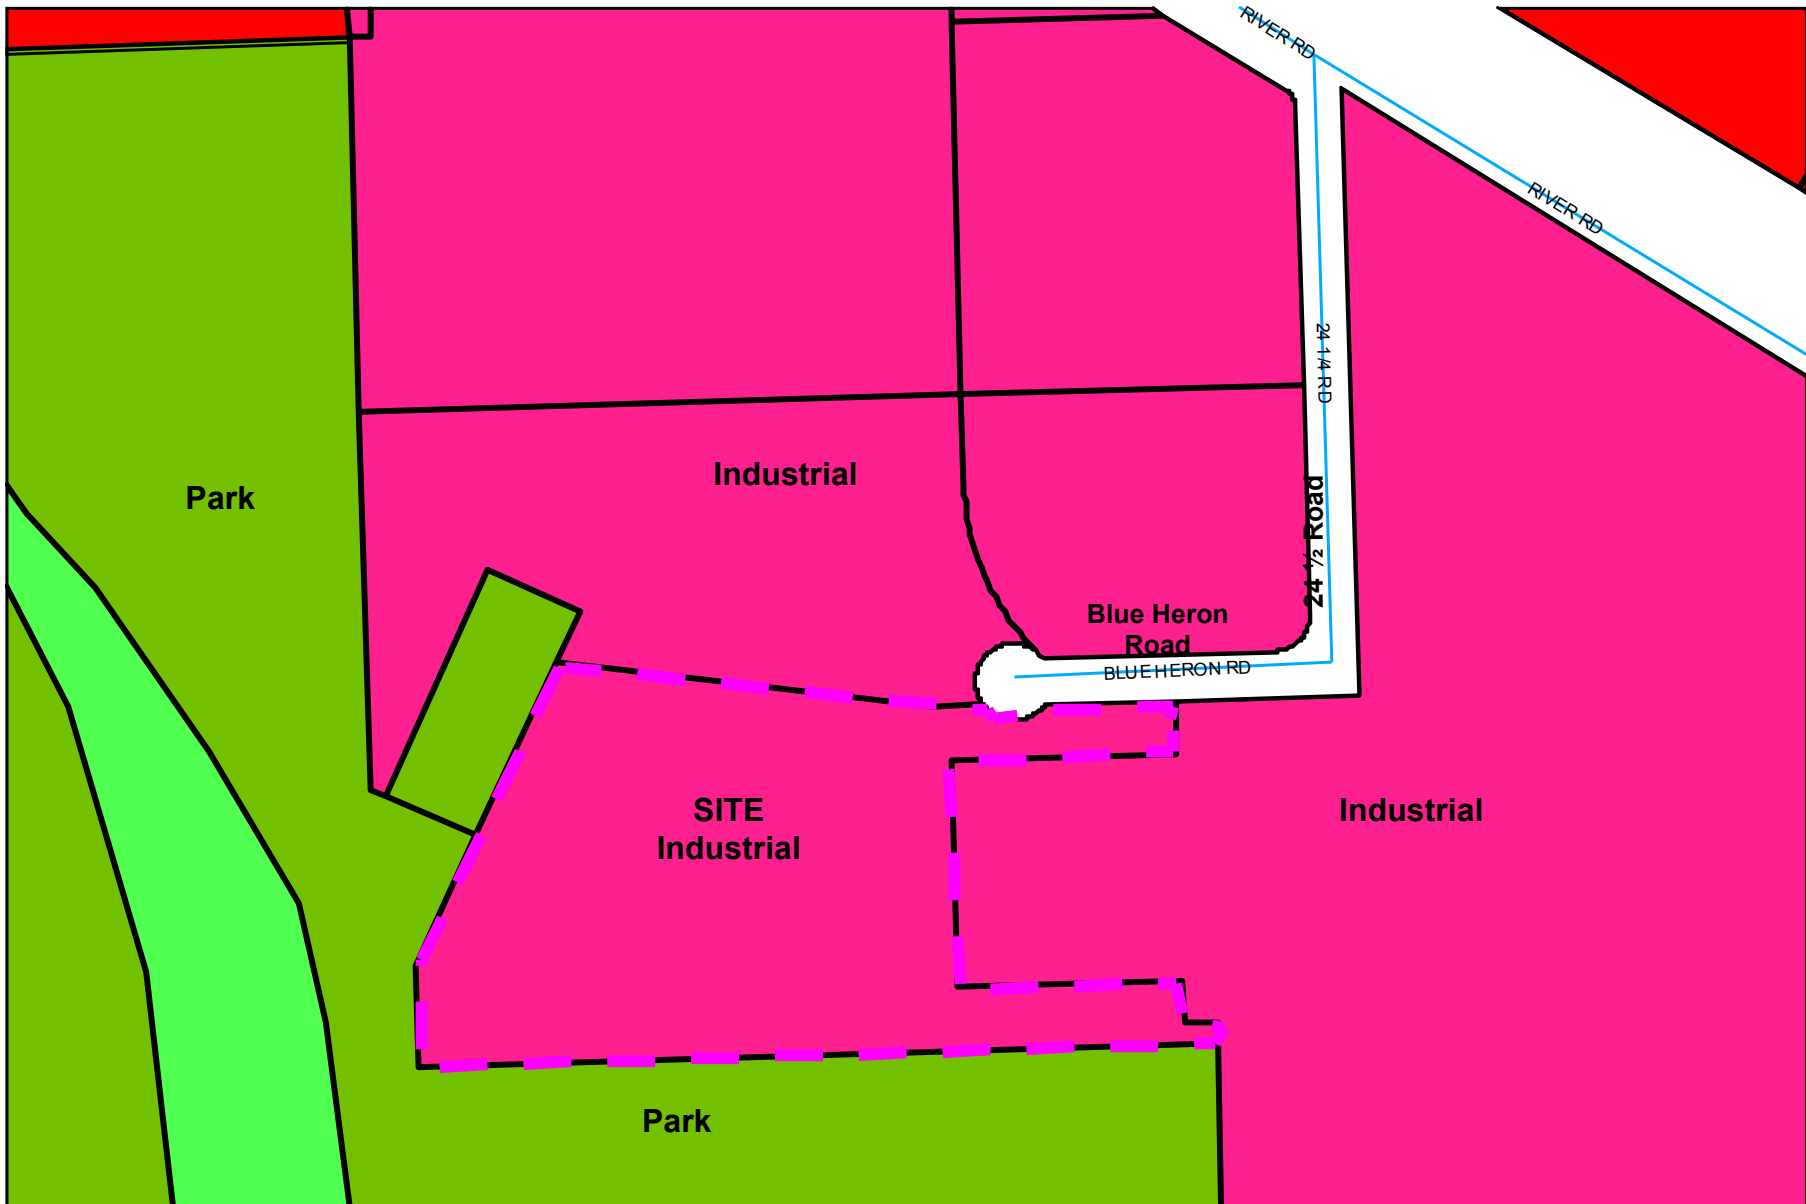 RIVER RD
RIVER RD
24 1/4 RD
Industrial
Park
24 ½ Road
Blue Heron
Road
BLUE HERON RD
SITE
Industrial
Industrial
Park